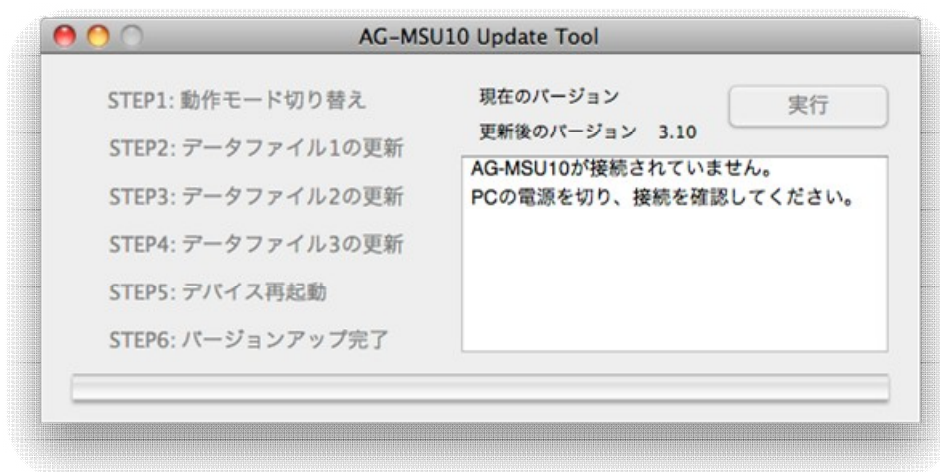 AG-MSU10 Update Tool
STEP1: 動作モード切り替え
STEP2: データファイル1の更新
STEP3: データファイル2の更新
STEP4: データファイル3の更新
STEP5: デバイス再起動
STEP6: バージョンアップ完了
現在のバージョン
更新後のバージョン 3.10
実行
AG-MSU10が接続されていません。
PCの電源を切り、接続を確認してください。